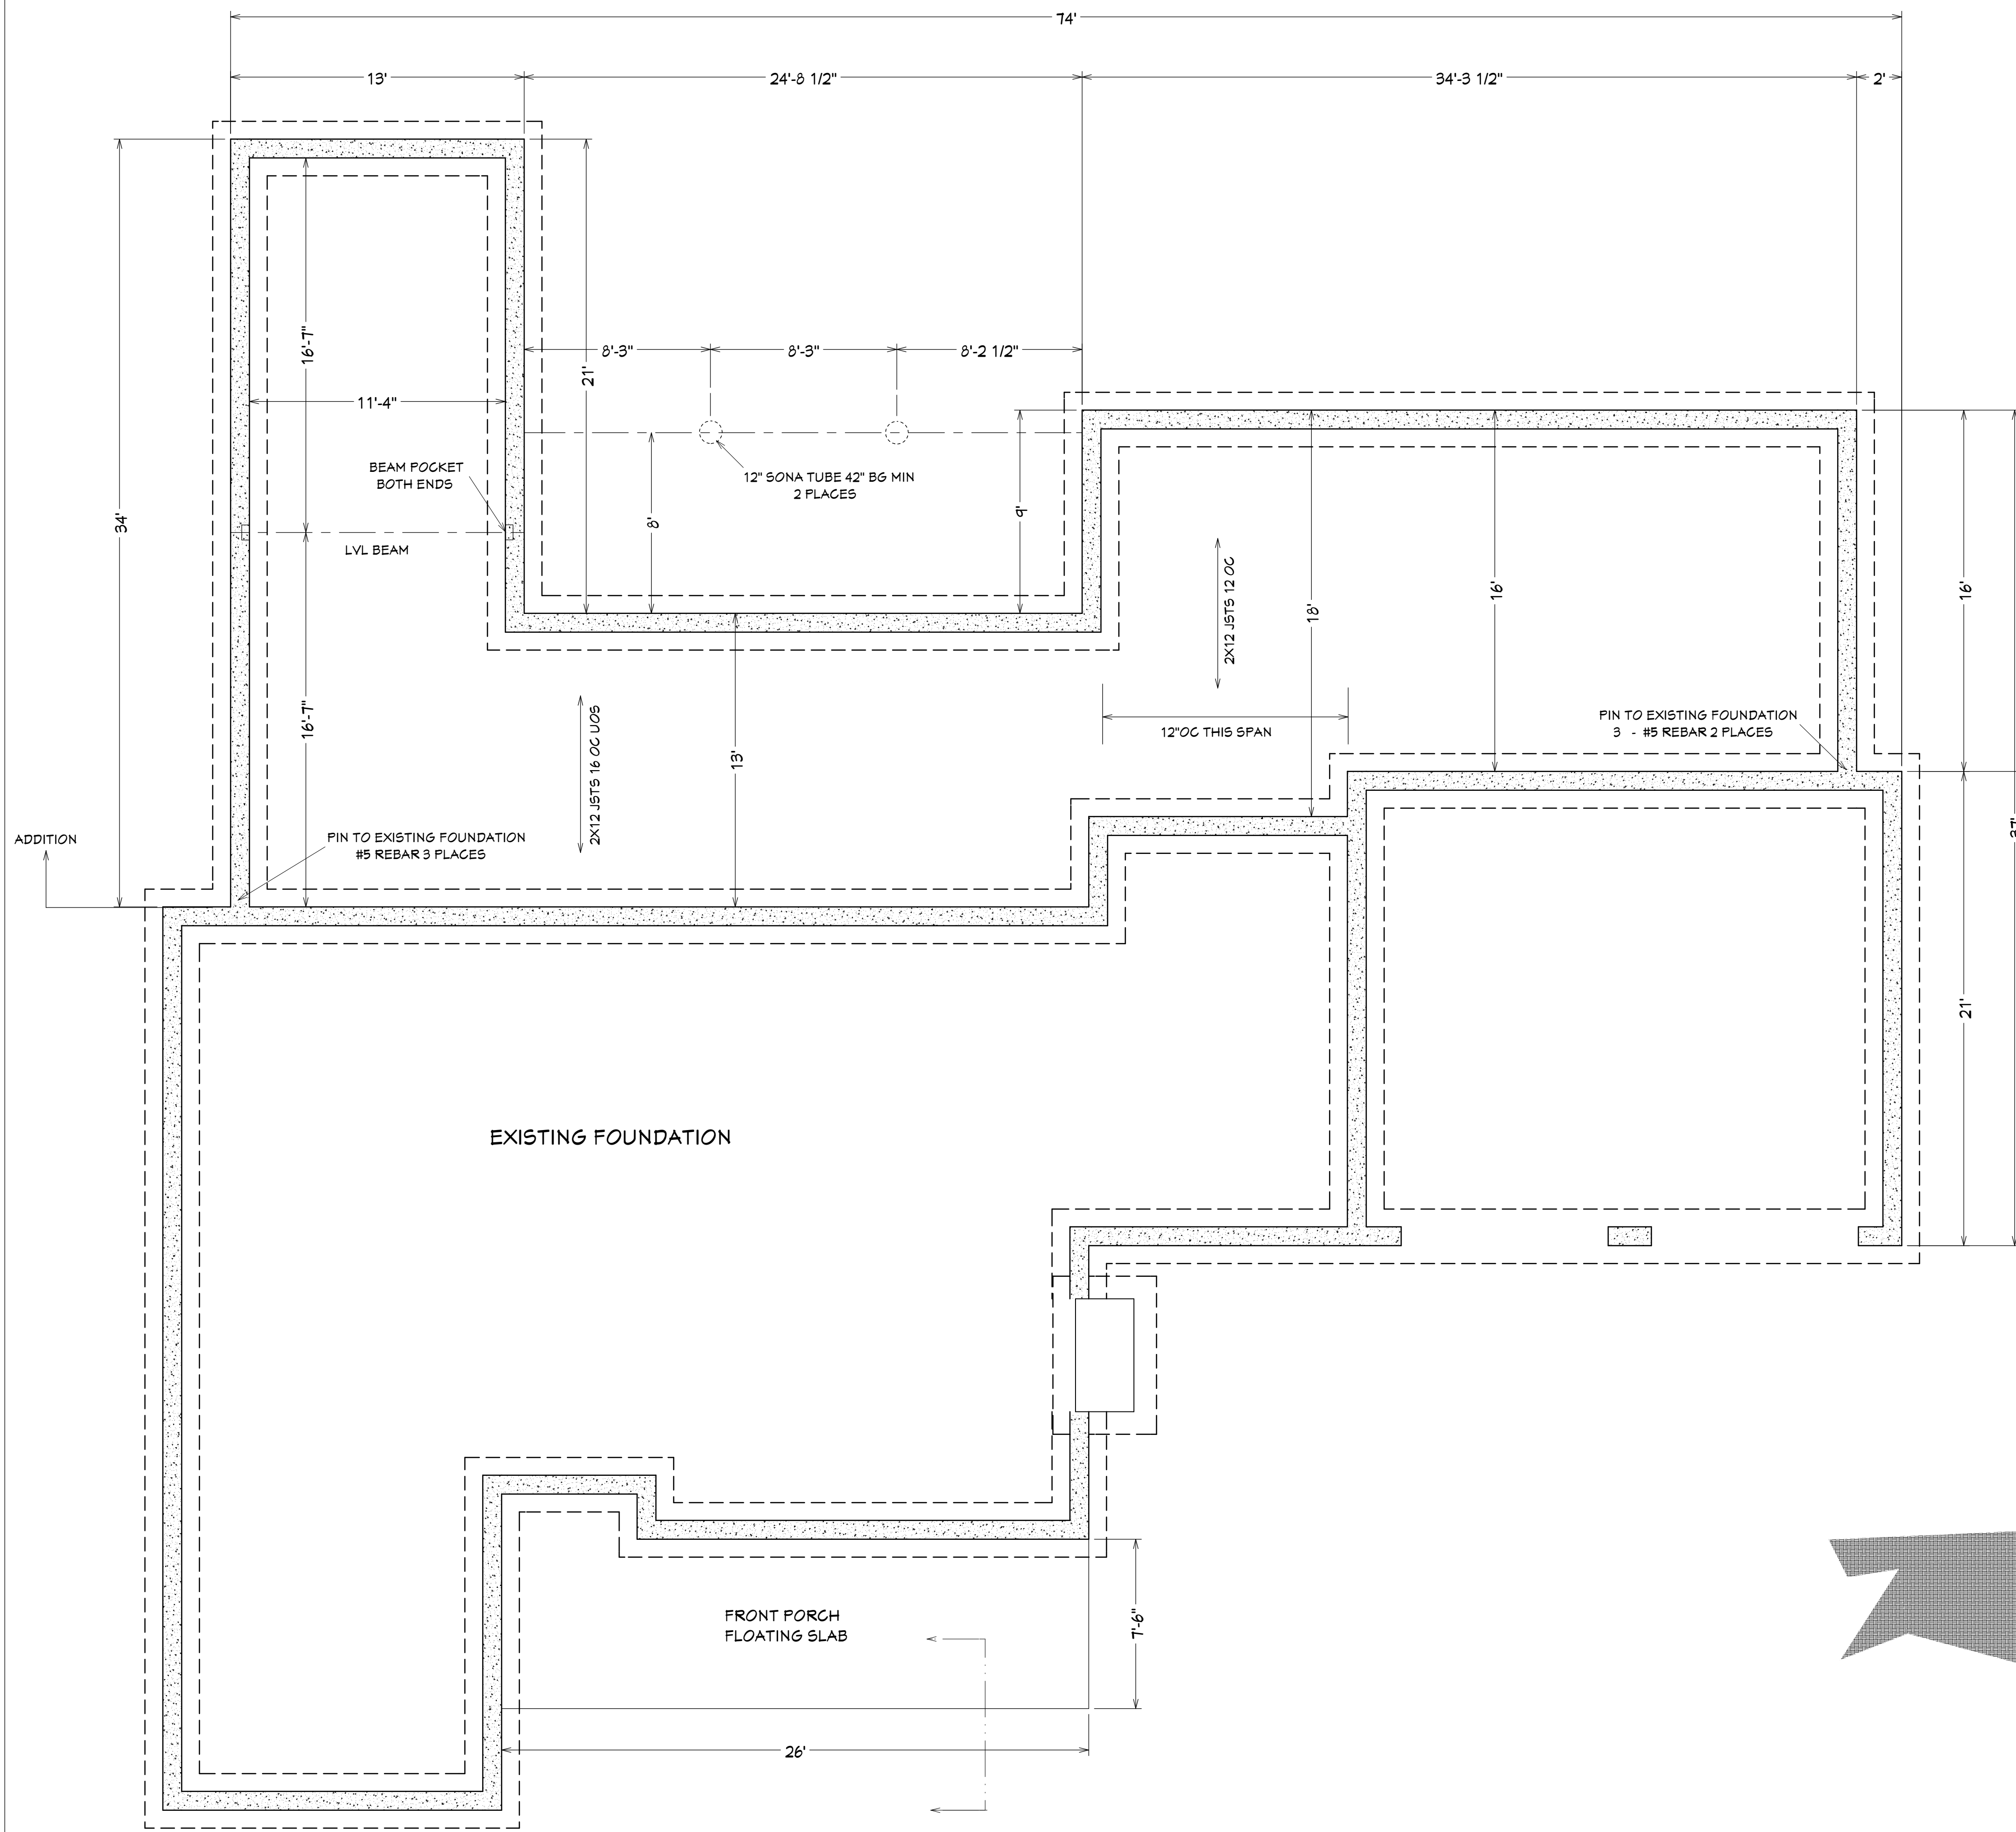 74'
13'
24'-8 1/2"
34'-3 1/2"
2'
16'-7"
8'-3"
8'-3"
8'-2 1/2"
21'
11'-4"
BEAM POCKET
BOTH ENDS
12" SONA TUBE 42" BG MIN
2 PLACES
34'
8'
9'
LVL BEAM
2X12 JSTS 12 OC
18'
16'
16'
16'-7"
2X12 JSTS 16 OC UOS
13'
12"OC THIS SPAN
PIN TO EXISTING FOUNDATION
3 - #5 REBAR 2 PLACES
ADDITION
PIN TO EXISTING FOUNDATION
#5 REBAR 3 PLACES
37'
21'
EXISTING FOUNDATION
FRONT PORCH
FLOATING SLAB
7'-6"
26'